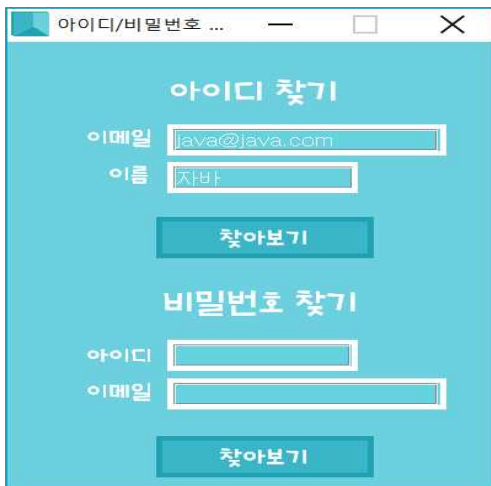 아이디/비밀번호 ...
아이디 찾기
이메일 java@java.com
이름 자바
찾아보기
비밀번호 찾기
아이디
이메일
찾아보기